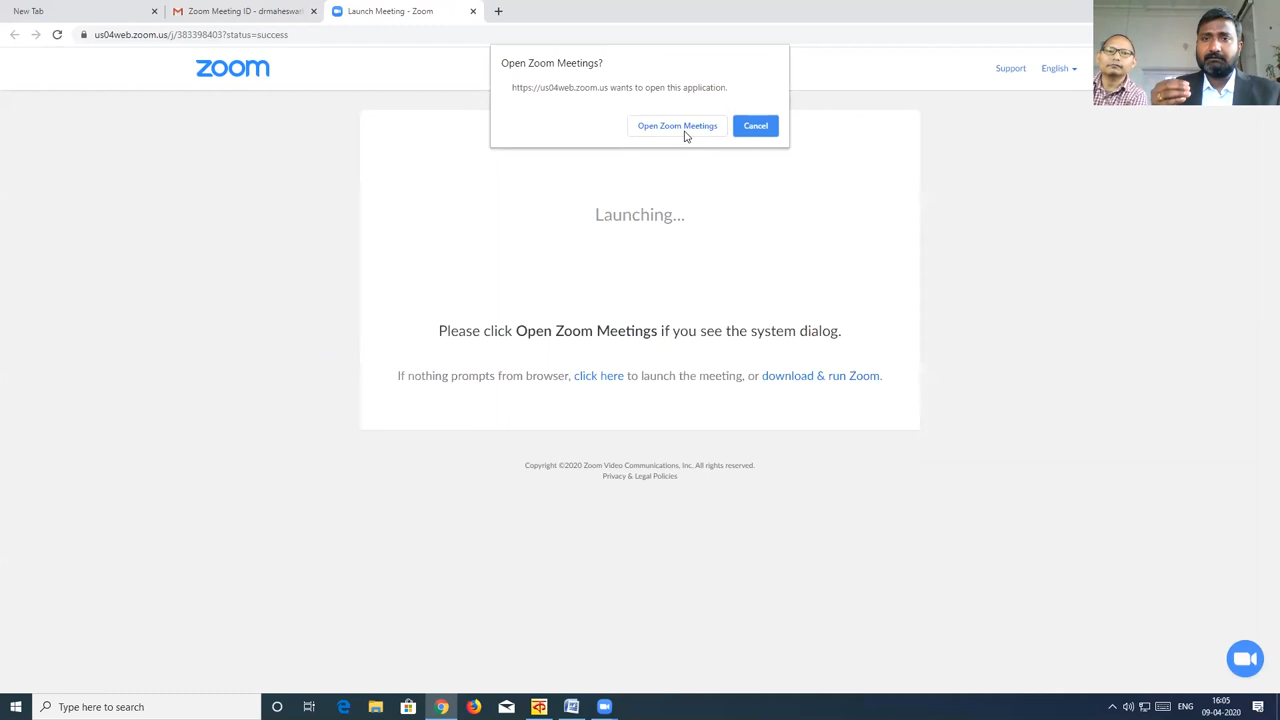 New Tab
Zoom Meeting ID - drmaheswar
Launch Meeting - Zoom
us04web.zoom.us/j/383398403?status=success
zoom
Support
English
Open Zoom Meetings?
https://us04web.zoom.us wants to open this application.
Open Zoom Meetings
Cancel
Launching...
Please click Open Zoom Meetings if you see the system dialog.
If nothing prompts from browser, click here to launch the meeting, or download & run Zoom.
Copyright ©2020 Zoom Video Communications, Inc. All rights reserved.
Privacy & Legal Policies
Type here to search
ENG
16:05
09-04-2020